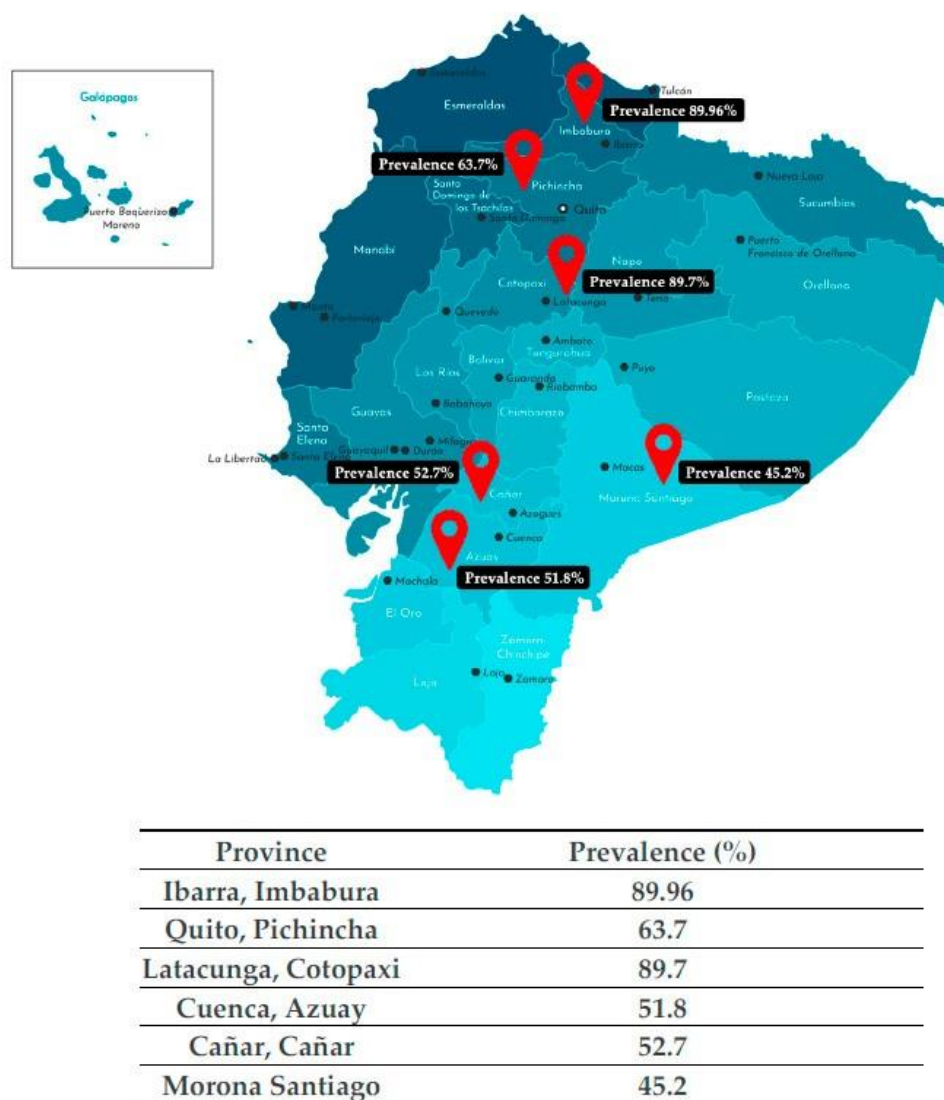 Galápagos
Puerto Baquerizo
Moreno
Esmeraldas
Esmeraldas
Tulcán
Prevalence 89.96%
Imbabura
Ibarra
Prevalence 63.7%
Pichincha
Nueva Loja
Santo
Domingo de
los Tsáchilas
Sucumbíos
Quito
Santo Domingo
Puerto
Francisco de Orellana
Manabí
Napo
Cotopaxi
Prevalence 89.7%
Orellana
Latacunga
Tena
Manta
Quevedo
Portoviejo
Ambato
Tungurahua
Bolívar
Puyo
Los Ríos
Guaranda
Riobamba
Pastaza
Babahoyo
Guayas
Chimborazo
Santa
Elena
Milagro
Guayaquil
Durán
La Libertad
Santa Elena
Macas
Prevalence 52.7%
Prevalence 45.2%
Cañar
Morona Santiago
Azogues
Cuenca
Azuay
Prevalence 51.8%
Machala
El Oro
Zamora
Chinchipe
Loja
Loja
Zamora
Province Prevalence (%)
Ibarra, Imbabura 89.96
Quito, Pichincha 63.7
Latacunga, Cotopaxi 89.7
Cuenca, Azuay 51.8
Cañar, Cañar 52.7
Morona Santiago 45.2